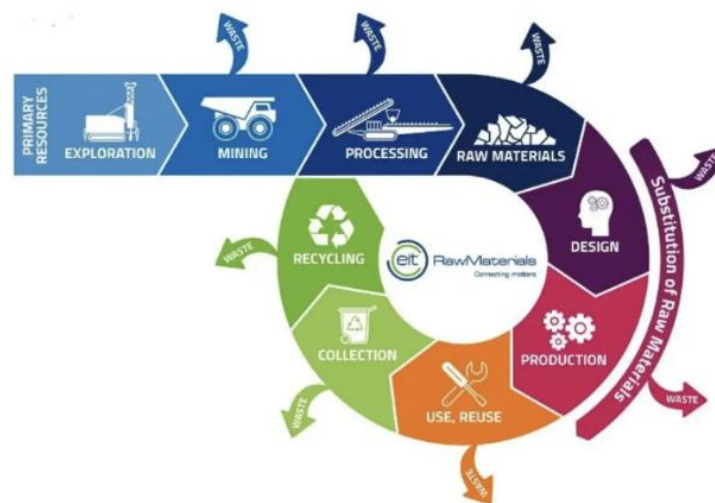 WASTE
WASTE
WASTE
PRIMARY
RESOURCES
EXPLORATION
MINING
PROCESSING
RAW MATERIALS
WASTE
DESIGN
Substitution of Raw Materials
PRODUCTION
WASTE
USE, REUSE
WASTE
COLLECTION
WASTE
RECYCLING
WASTE
eit RawMaterials
Connecting matters